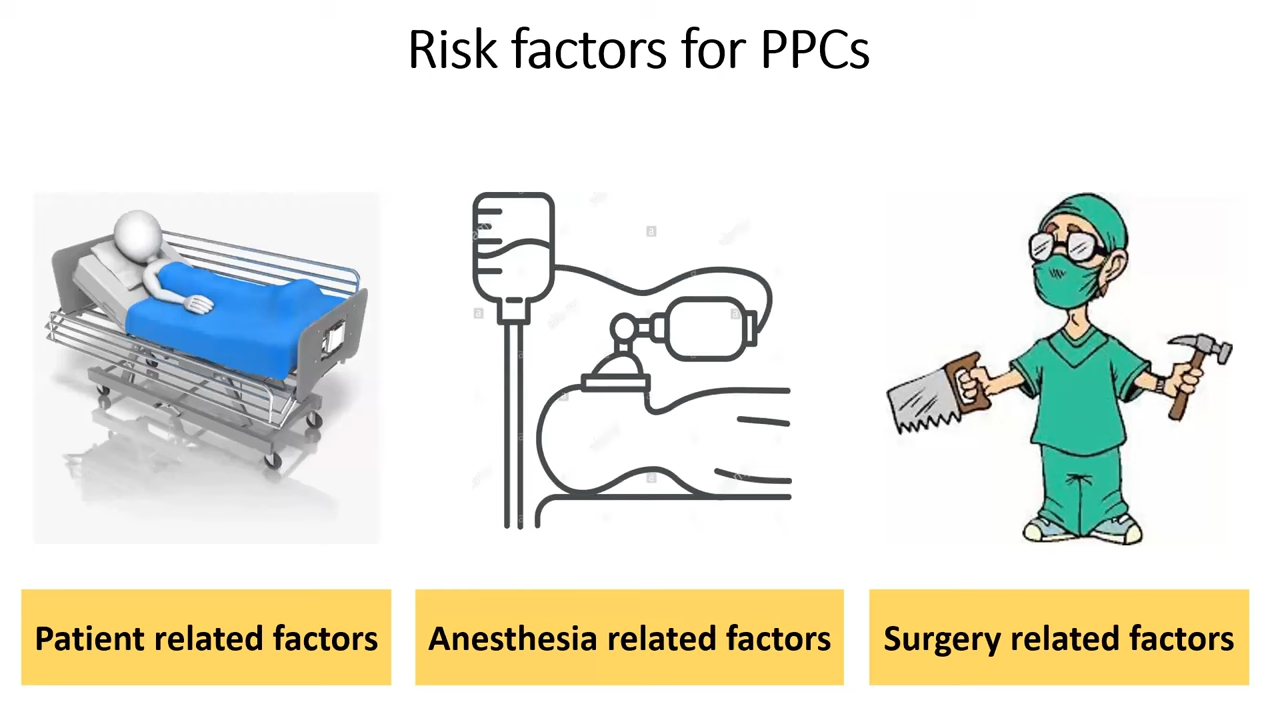 Risk factors for PPCs
Patient related factors
Anesthesia related factors
Surgery related factors